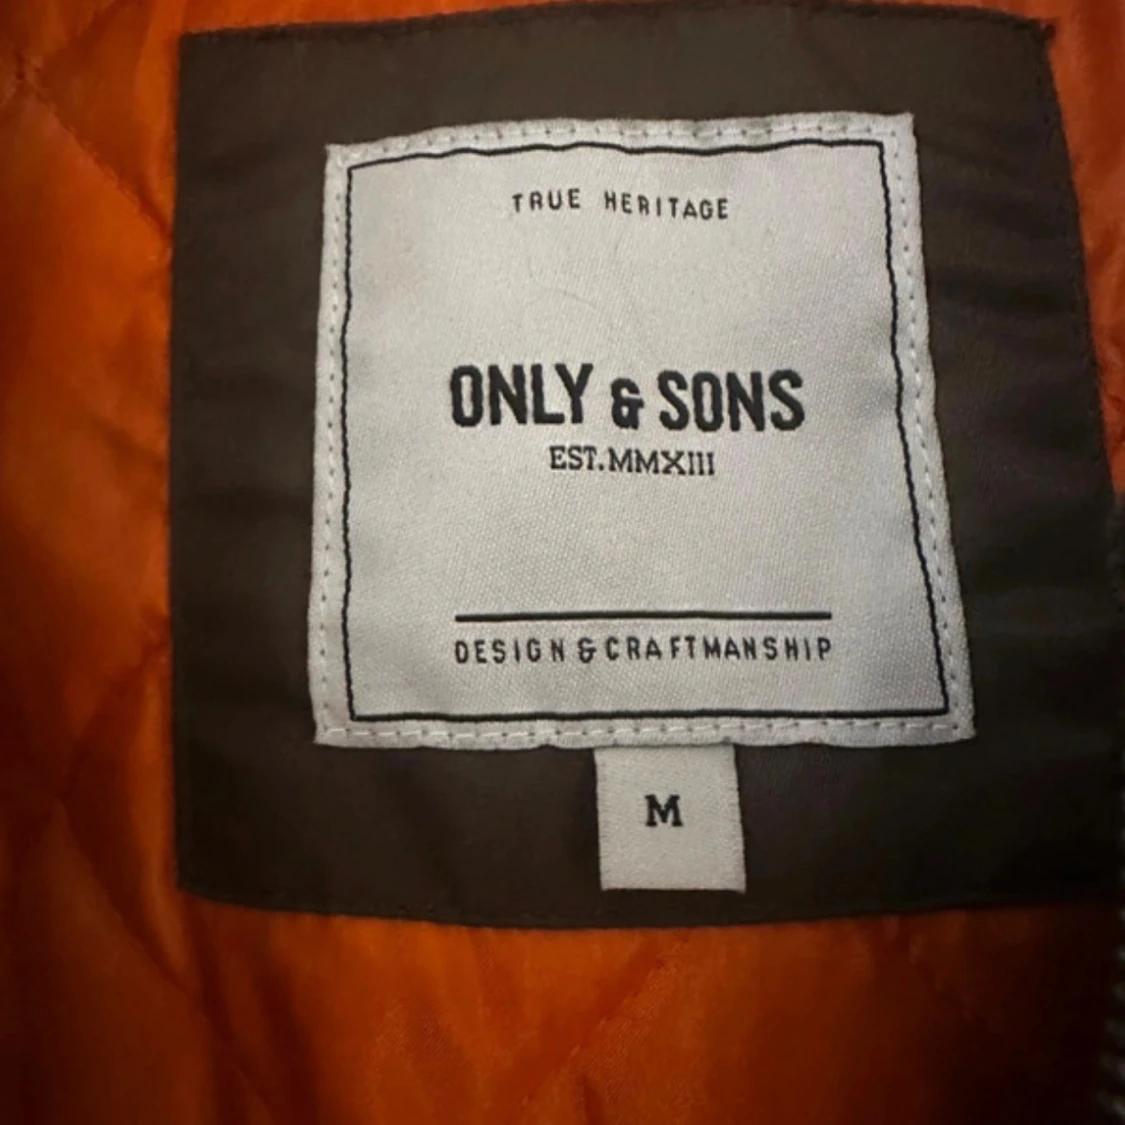 TRUE HERITAGE
ONLY & SONS
EST.MMXIII
DESIGN & CRAFTMANSHIP
M